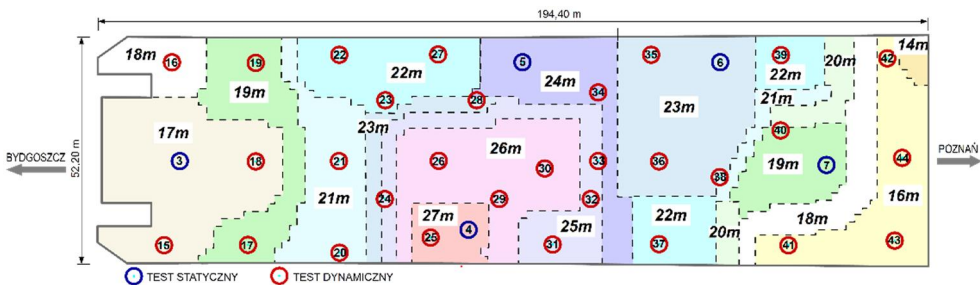 194,40 m
18m
16
19
22
27
5
35
6
39
20m
42
14m
22m
24m
22m
19m
23
28
34
21m
17m
23m
23m
26m
40
BYDGOSZCZ
52,20 m
3
18
21
26
30
33
36
38
19m
7
44
POZNAŃ
21m
24
29
32
16m
27m
25m
22m
20m
18m
15
17
20
25
4
31
37
41
43
TEST STATYCZNY
TEST DYNAMICZNY